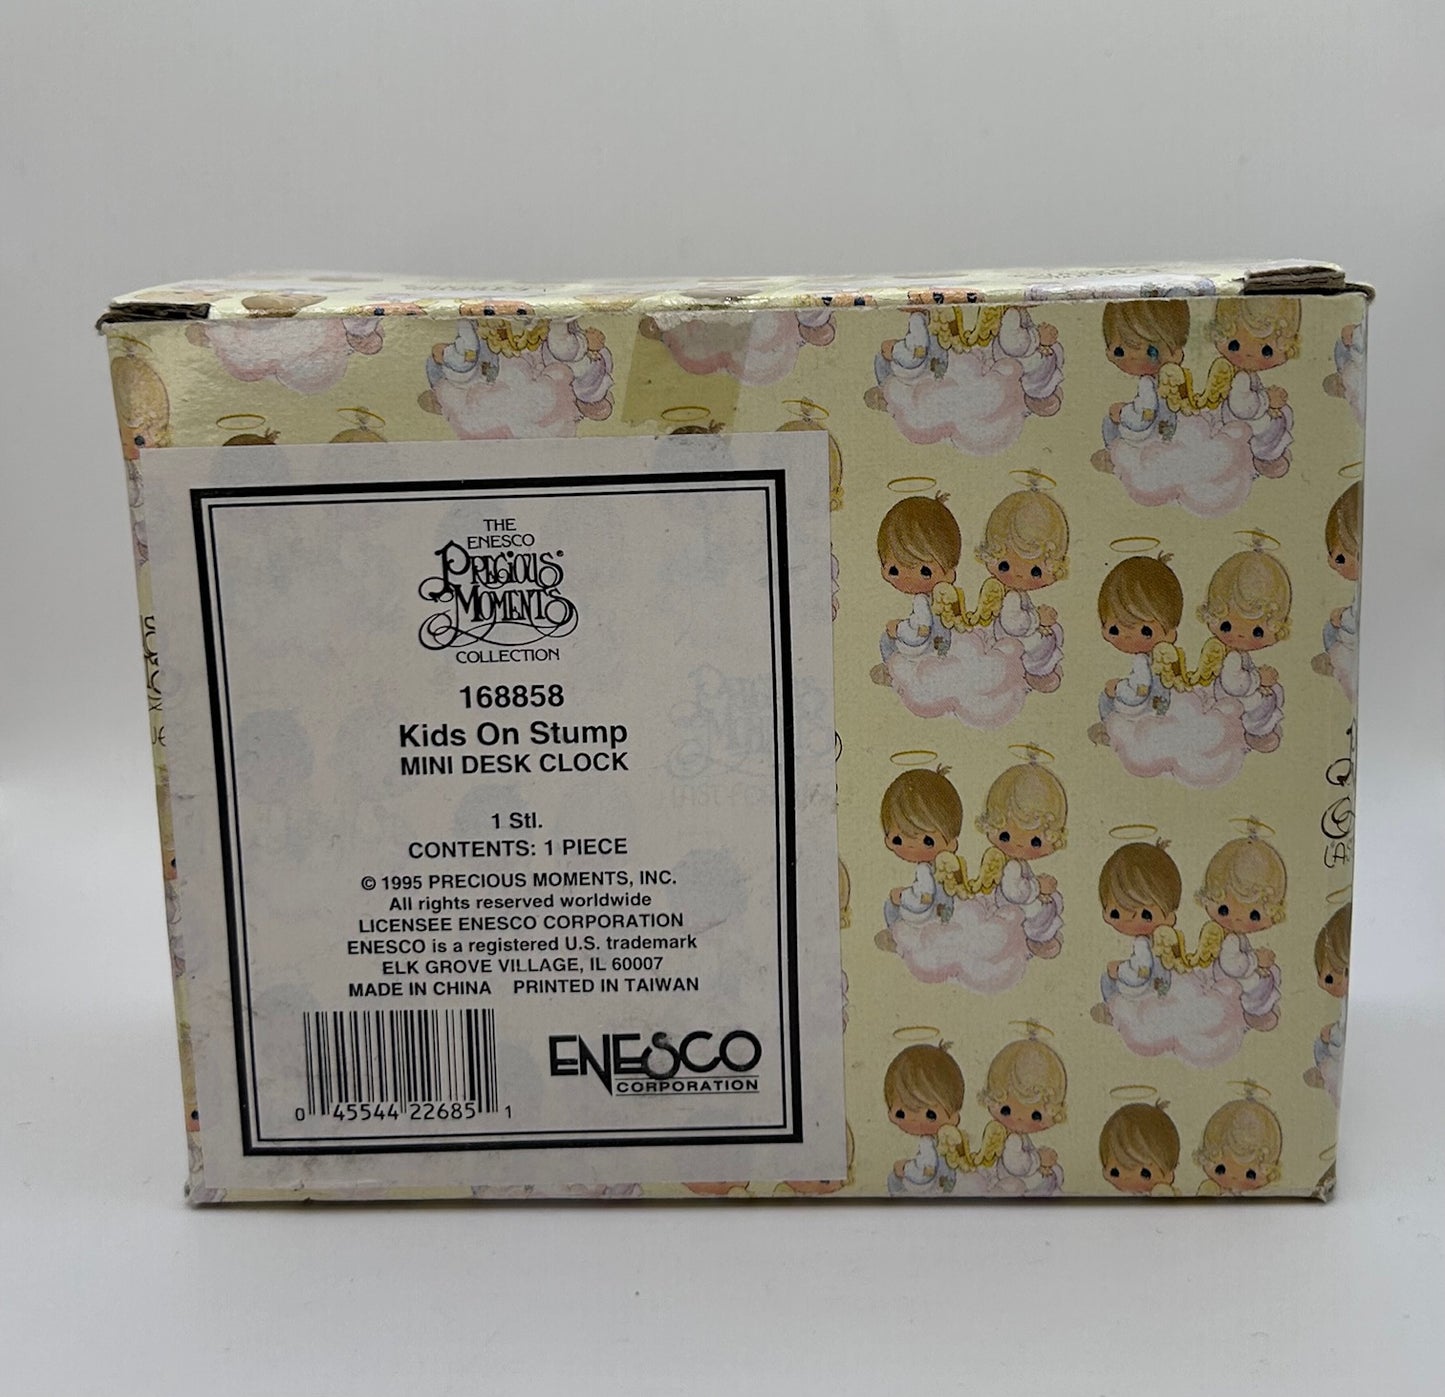 THE
ENESCO
PRECIOUS®
MOMENTS
COLLECTION
168858
Kids On Stump
MINI DESK CLOCK
1 Stl.
CONTENTS: 1 PIECE
© 1995 PRECIOUS MOMENTS, INC.
All rights reserved worldwide
LICENSEE ENESCO CORPORATION
ENESCO is a registered U.S. trademark
ELK GROVE VILLAGE, IL 60007
MADE IN CHINA PRINTED IN TAIWAN
0 45544 22685 1
ENESCO
CORPORATION